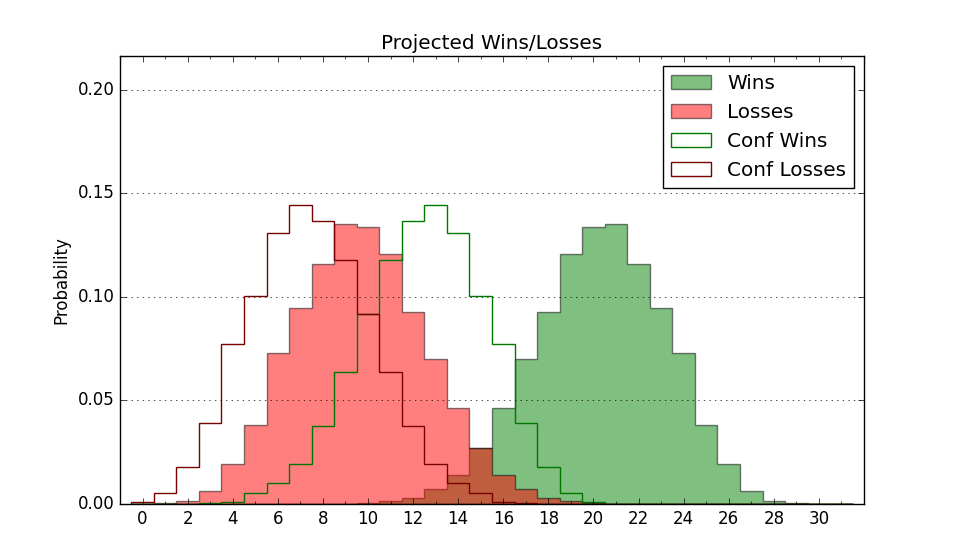 Projected Wins/Losses
Wins
Losses
Conf Wins
Conf Losses
Probability
0.20
0.15
0.10
0.05
0.00
0 2 4 6 8 10 12 14 16 18 20 22 24 26 28 30